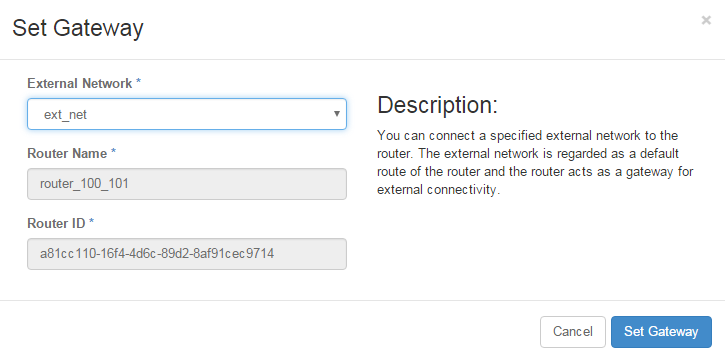 Set Gateway
×
External Network *
ext_net
Router Name *
router_100_101
Router ID *
a81cc110-16f4-4d6c-89d2-8af91cec9714
Description:
You can connect a specified external network to the
router. The external network is regarded as a default
route of the router and the router acts as a gateway for
external connectivity.
Cancel
Set Gateway